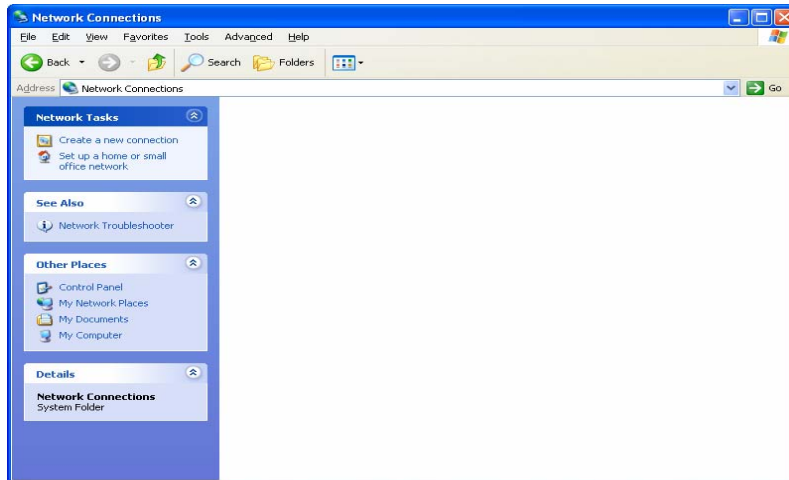 Network Connections
File Edit View Favorites Tools Advanced Help
Back Search Folders
Address Network Connections Go
Network Tasks
Create a new connection
Set up a home or small
office network
See Also
Network Troubleshooter
Other Places
Control Panel
My Network Places
My Documents
My Computer
Details
Network Connections
System Folder